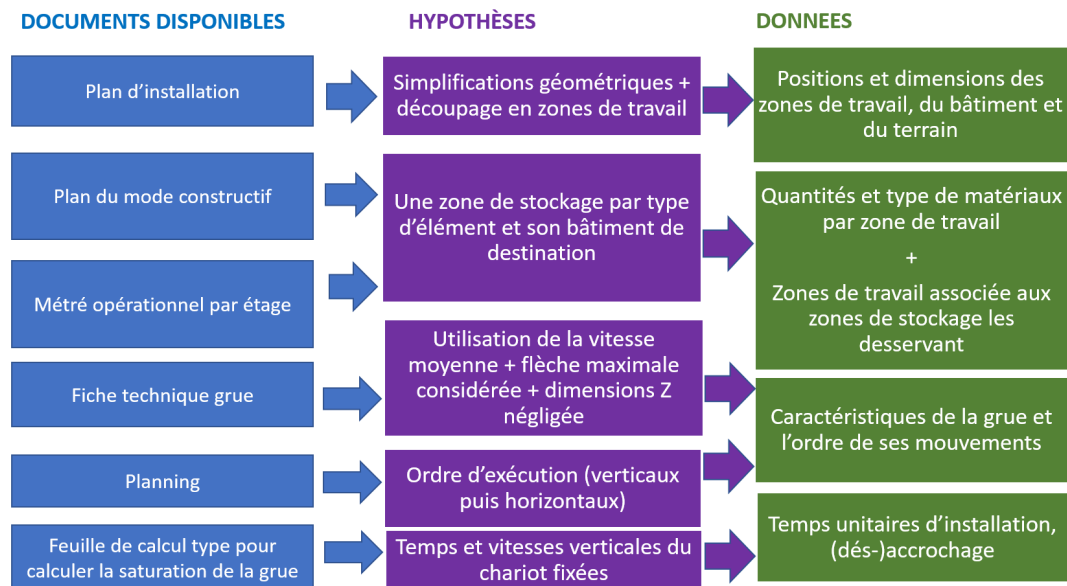 DOCUMENTS DISPONIBLES
HYPOTHÈSES
DONNEES
Plan d'installation
Simplifications géométriques +
découpage en zones de travail
Positions et dimensions des
zones de travail, du bâtiment et
du terrain
Plan du mode constructif
Métré opérationnel par étage
Une zone de stockage par type
d'élément et son bâtiment de
destination
Quantités et type de matériaux
par zone de travail
+
Zones de travail associée aux
zones de stockage les
desservant
Fiche technique grue
Utilisation de la vitesse
moyenne + flèche maximale
considérée + dimensions Z
négligée
Caractéristiques de la grue et
l'ordre de ses mouvements
Planning
Ordre d'exécution (verticaux
puis horizontaux)
Feuille de calcul type pour
calculer la saturation de la grue
Temps et vitesses verticales du
chariot fixées
Temps unitaires d'installation,
(dés-)accrochage